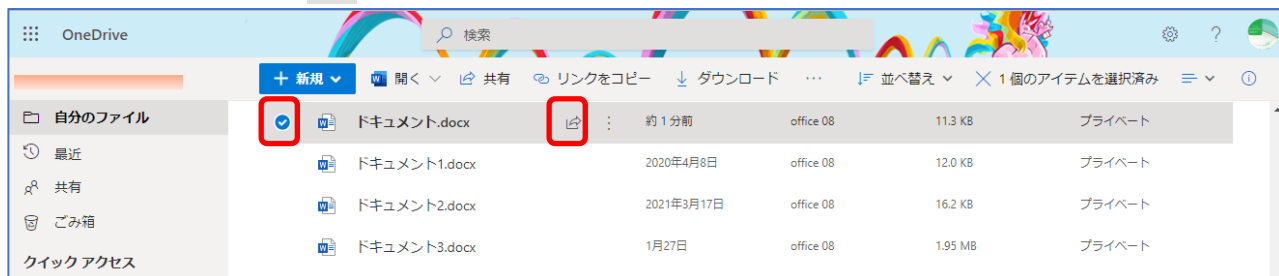 OneDrive
検索
?
+ 新規
開く
共有
リンクをコピー
ダウンロード
…
並べ替え
1 個のアイテムを選択済み
自分のファイル
ドキュメント.docx 約 1 分前 office 08 11.3 KB プライベート
最近
ドキュメント1.docx 2020年4月8日 office 08 12.0 KB プライベート
共有
ドキュメント2.docx 2021年3月17日 office 08 16.2 KB プライベート
ごみ箱
ドキュメント3.docx 1月27日 office 08 1.95 MB プライベート
クイック アクセス